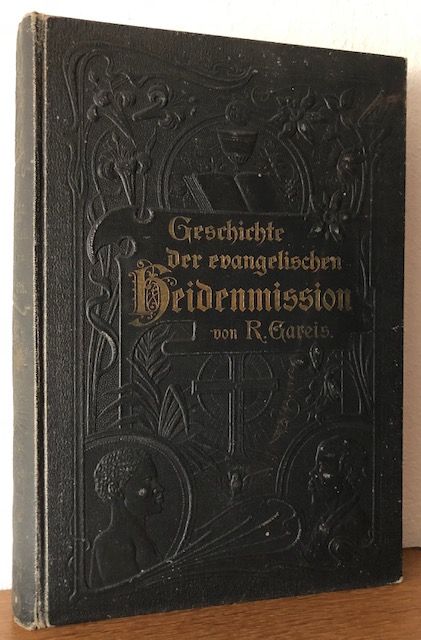 Geschichte
der evangelischen
Heidenmission
von R. Gareis.